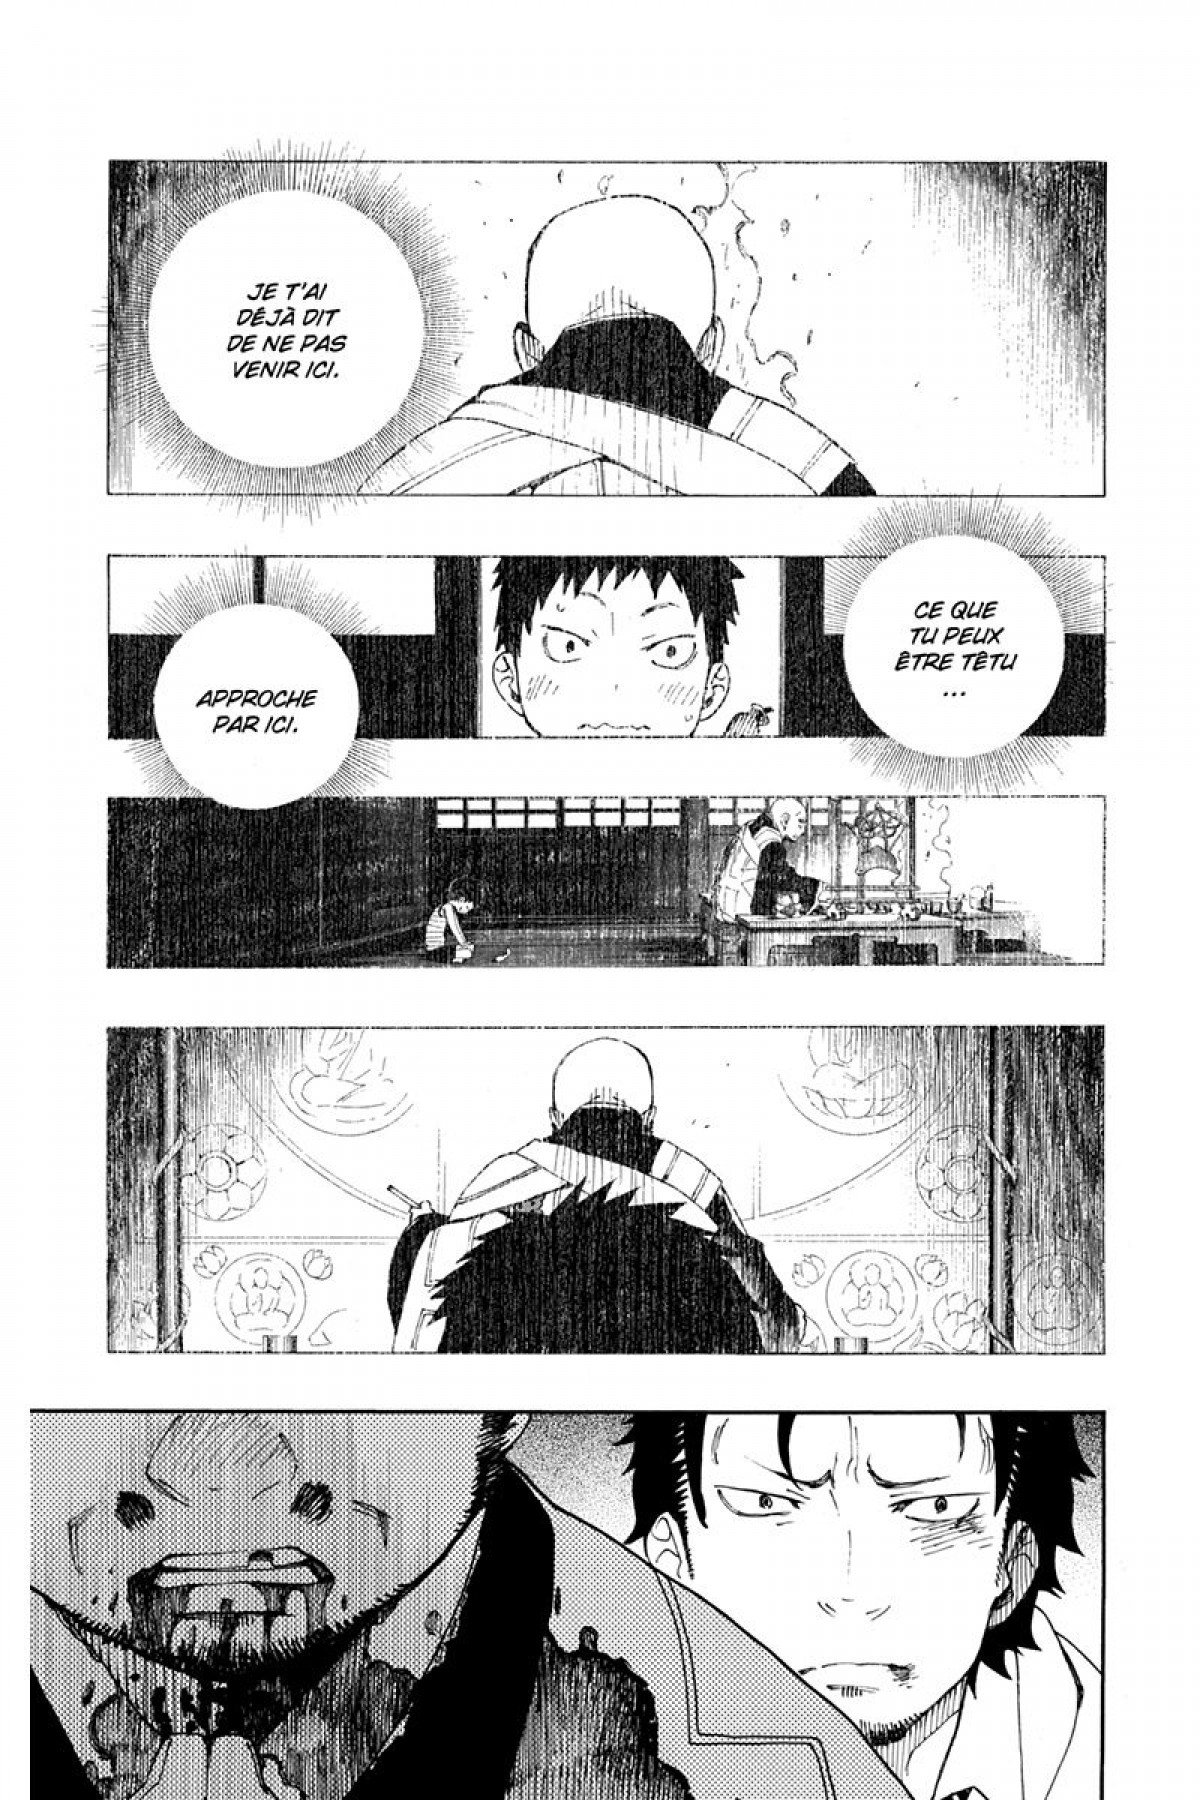 JE T'AI
DÉJÀ DIT
DE NE PAS
VENIR ICI.
CE QUE
TU PEUX
ÊTRE TÊTU
...
APPROCHE
PAR ICI.